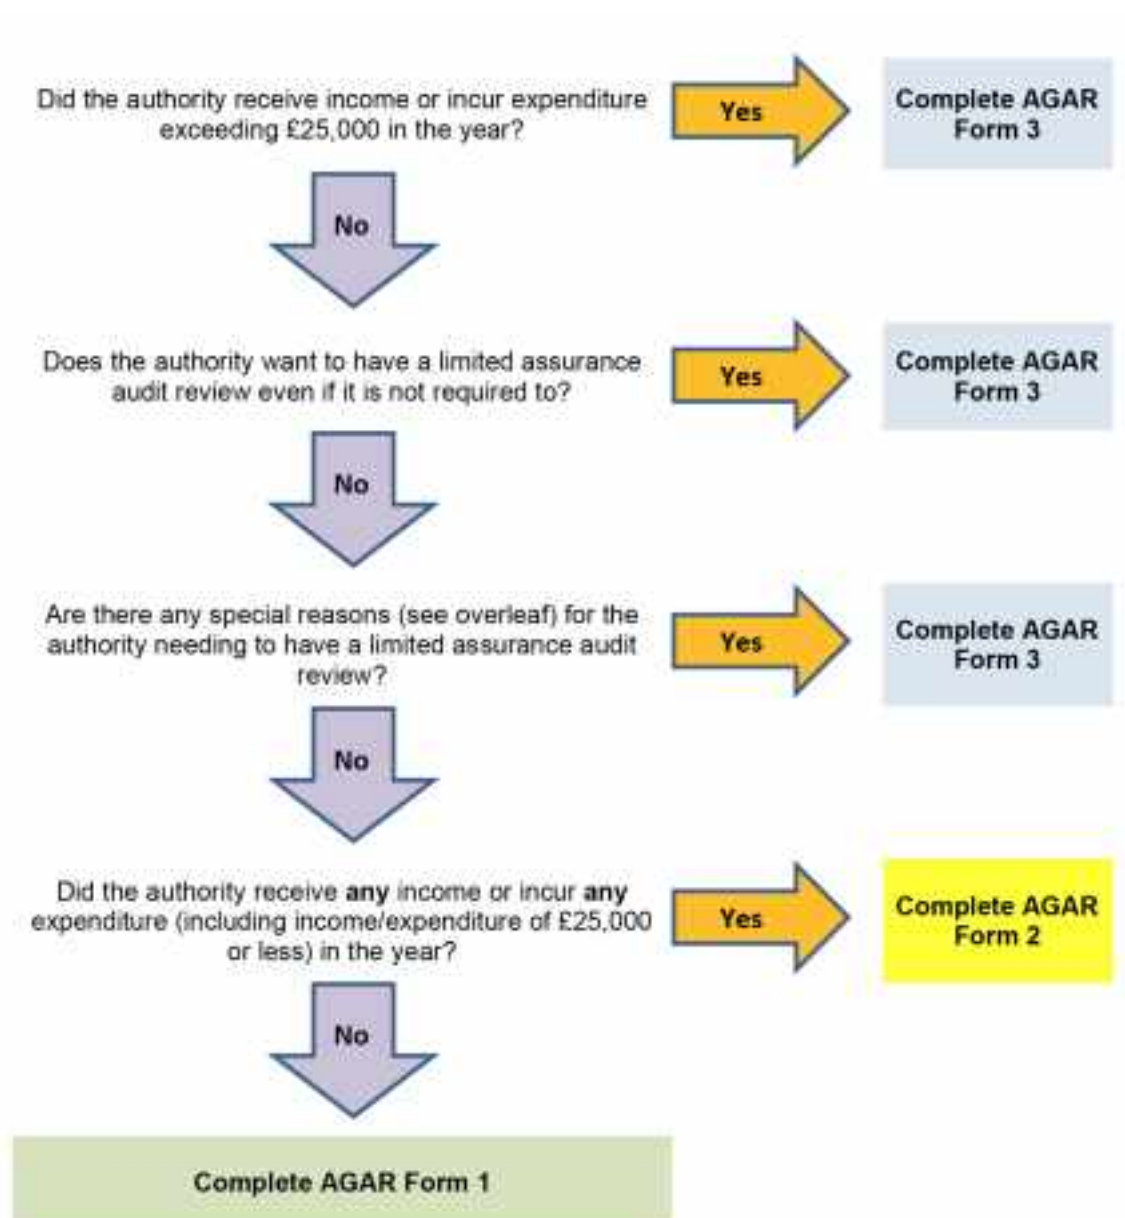 Did the authority receive income or incur expenditure
exceeding £25,000 in the year?
Yes
Complete AGAR
Form 3
No
Does the authority want to have a limited assurance
audit review even if it is not required to?
Yes
Complete AGAR
Form 3
No
Are there any special reasons (see overleaf) for the
authority needing to have a limited assurance audit
review?
Yes
Complete AGAR
Form 3
No
Did the authority receive any income or incur any
expenditure (including income/expenditure of £25,000
or less) in the year?
Yes
Complete AGAR
Form 2
No
Complete AGAR Form 1